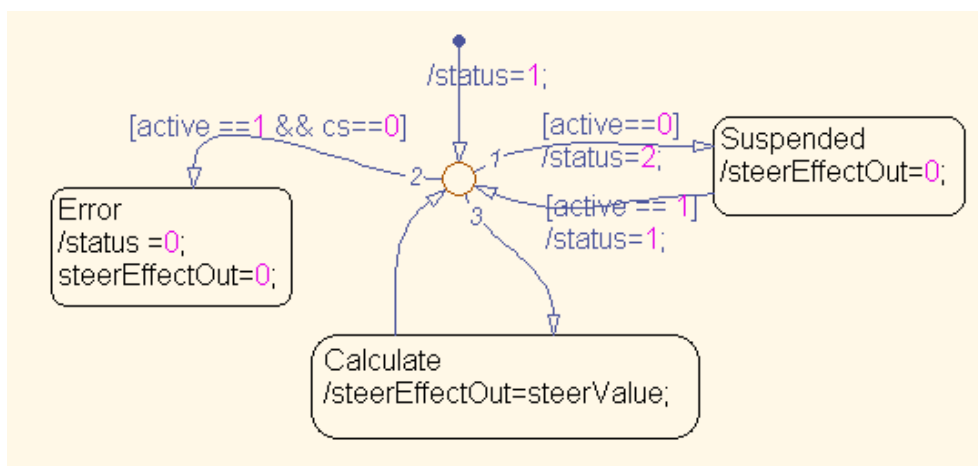 /status=1;
[active ==1 && cs==0]
[active==0]
/status=2;
1
2
3
Suspended
/steerEffectOut=0;
[active == 1]
/status=1;
Error
/status =0;
steerEffectOut=0;
Calculate
/steerEffectOut=steerValue;